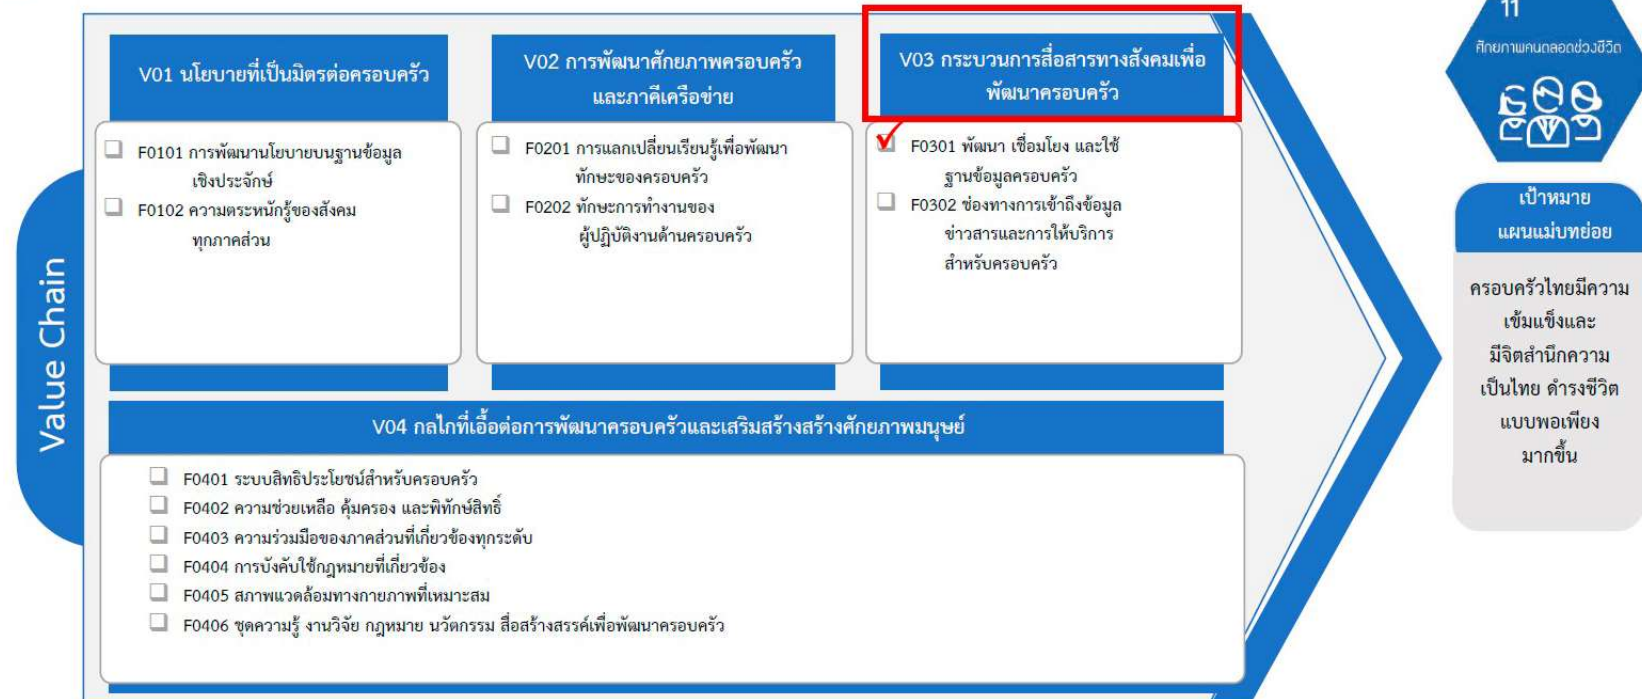 11
ศักยภาพคนตลอดช่วงชีวิต
Value Chain
V01 นโยบายที่เป็นมิตรต่อครอบครัว
F0101 การพัฒนานโยบายบนฐานข้อมูล
เชิงประจักษ์
F0102 ความตระหนักรู้ของสังคม
ทุกภาคส่วน
V02 การพัฒนาศักยภาพครอบครัว
และภาคีเครือข่าย
F0201 การแลกเปลี่ยนเรียนรู้เพื่อพัฒนา
ทักษะของครอบครัว
F0202 ทักษะการทำงานของ
ผู้ปฏิบัติงานด้านครอบครัว
V03 กระบวนการสื่อสารทางสังคมเพื่อ
พัฒนาครอบครัว
F0301 พัฒนา เชื่อมโยง และใช้
ฐานข้อมูลครอบครัว
F0302 ช่องทางการเข้าถึงข้อมูล
ข่าวสารและการให้บริการ
สำหรับครอบครัว
V04 กลไกที่เอื้อต่อการพัฒนาครอบครัวและเสริมสร้างสร้างศักยภาพมนุษย์
F0401 ระบบสิทธิประโยชน์สำหรับครอบครัว
F0402 ความช่วยเหลือ คุ้มครอง และพิทักษ์สิทธิ์
F0403 ความร่วมมือของภาคส่วนที่เกี่ยวข้องทุกระดับ
F0404 การบังคับใช้กฎหมายที่เกี่ยวข้อง
F0405 สภาพแวดล้อมทางกายภาพที่เหมาะสม
F0406 ชุดความรู้ งานวิจัย กฎหมาย นวัตกรรม สื่อสร้างสรรค์เพื่อพัฒนาครอบครัว
เป้าหมาย
แผนแม่บทย่อย
ครอบครัวไทยมีความ
เข้มแข็งและ
มีจิตสำนึกความ
เป็นไทย ดำรงชีวิต
แบบพอเพียง
มากขึ้น